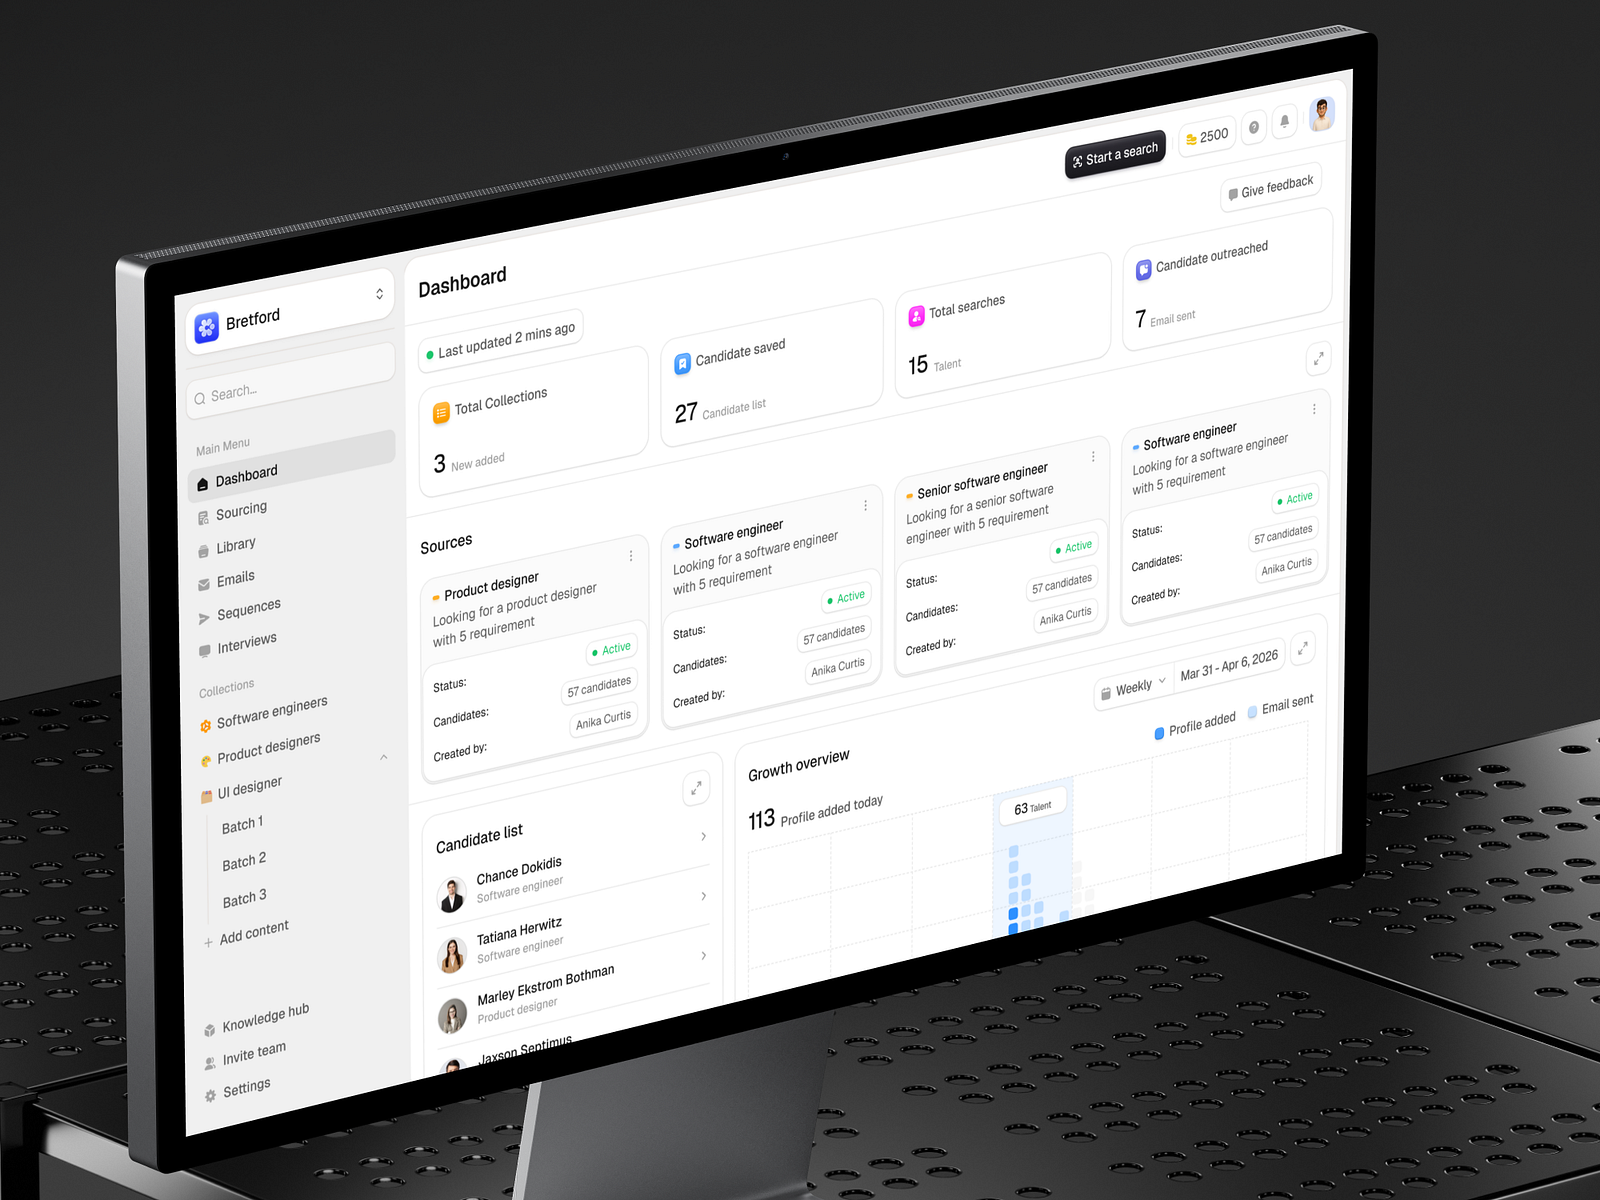 Bretford
Search...
Main Menu
Dashboard
Sourcing
Library
Emails
Sequences
Interviews
Collections
Software engineers
Product designers
UI designer
Batch 1
Batch 2
Batch 3
Add content
Knowledge hub
Invite team
Settings
Dashboard
Start a search
2500
Give feedback
Last updated 2 mins ago
Total Collections
3 New added
Candidate saved
27 Candidate list
Total searches
15 Talent
Candidate outreached
7 Email sent
Sources
Product designer
Looking for a product designer
with 5 requirement
Status:
Active
Candidates:
57 candidates
Created by:
Anika Curtis
Software engineer
Looking for a software engineer
with 5 requirement
Status:
Active
Candidates:
57 candidates
Created by:
Anika Curtis
Senior software engineer
Looking for a senior software
engineer with 5 requirement
Status:
Active
Candidates:
57 candidates
Created by:
Anika Curtis
Software engineer
Looking for a software engineer
with 5 requirement
Status:
Active
Candidates:
57 candidates
Created by:
Anika Curtis
Candidate list
Chance Dokidis
Software engineer
Tatiana Herwitz
Software engineer
Marley Ekstrom Bothman
Product designer
Jaxson Septimus
Growth overview
Weekly
Mar 31 - Apr 6, 2026
Profile added
Email sent
113 Profile added today
63 Talent